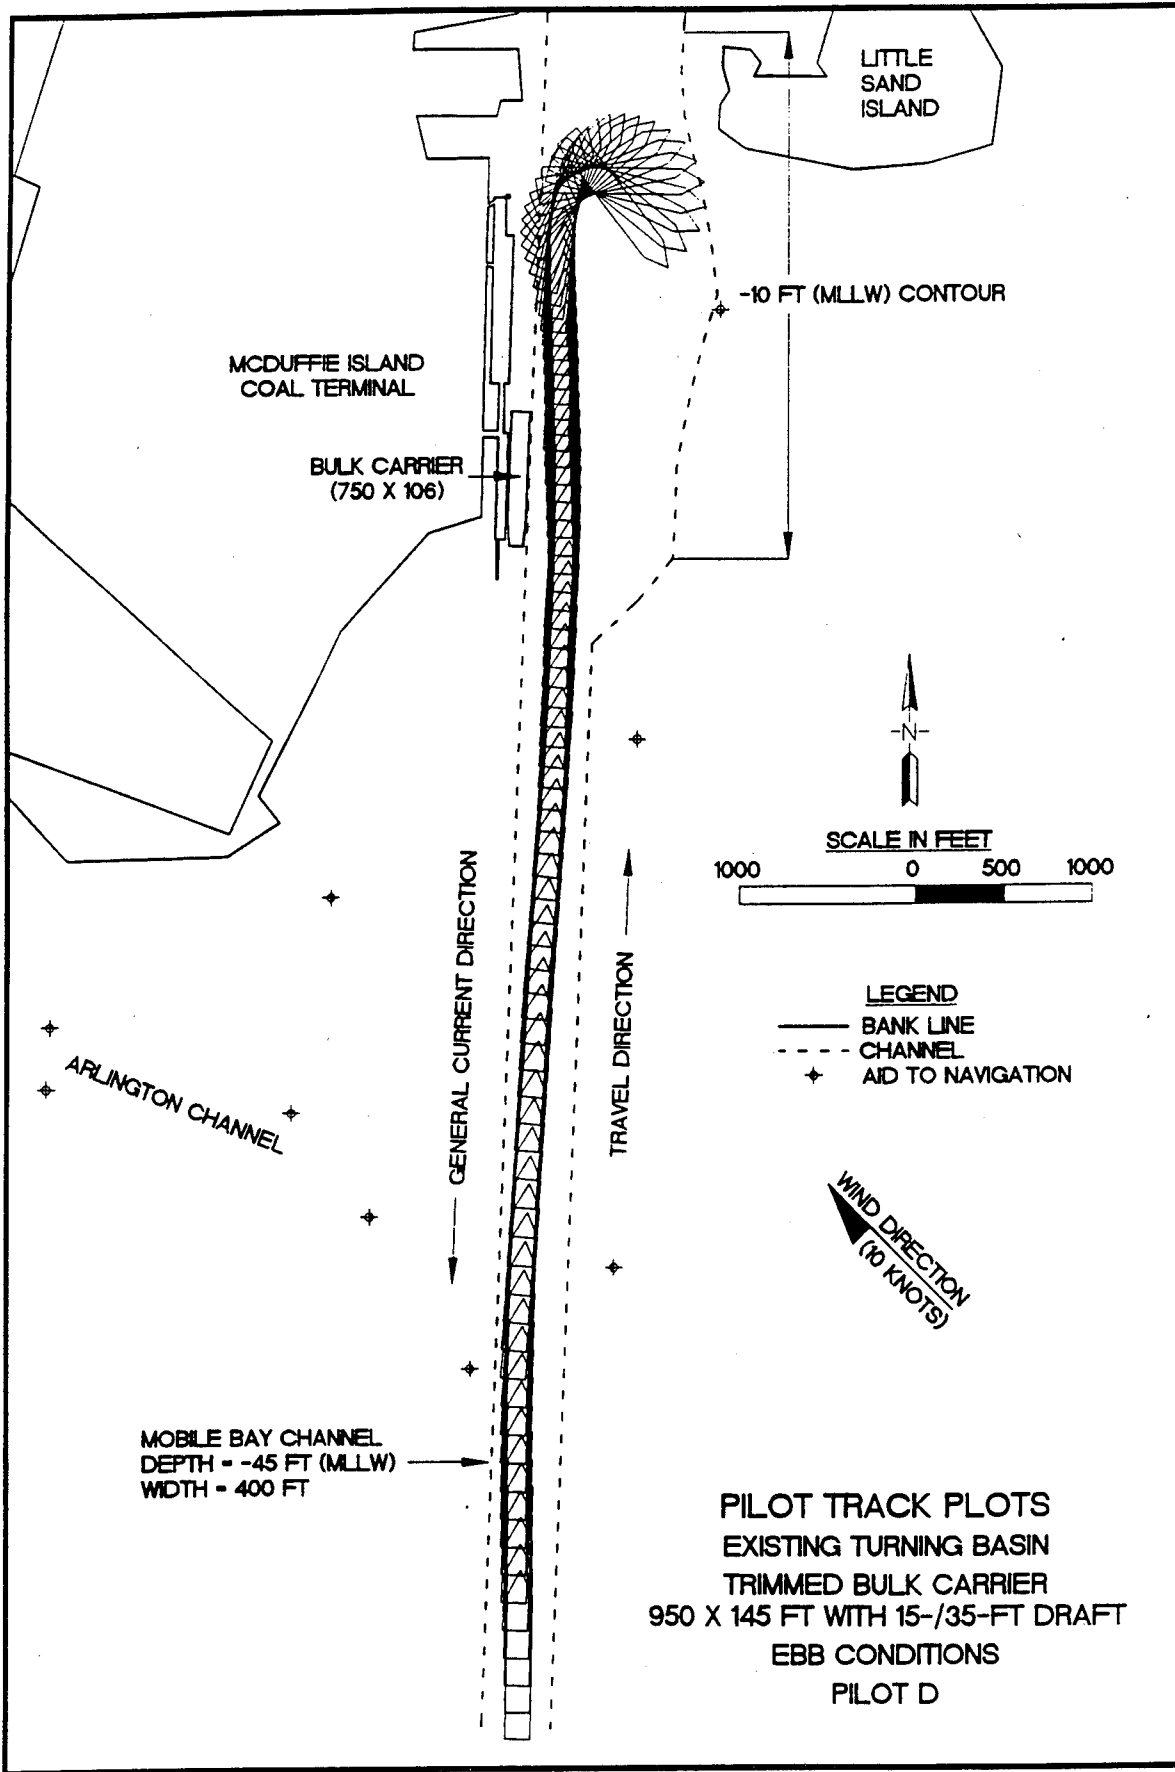 LITTLE
SAND
ISLAND
-10 FT (MLLW) CONTOUR
MCDUFFIE ISLAND
COAL TERMINAL
BULK CARRIER
(750 X 106)
-N-
SCALE IN FEET
1000 0 500 1000
GENERAL CURRENT DIRECTION
TRAVEL DIRECTION
LEGEND
BANK LINE
CHANNEL
AID TO NAVIGATION
ARLINGTON CHANNEL
WIND DIRECTION
(10 KNOTS)
MOBILE BAY CHANNEL
DEPTH = -45 FT (MLLW)
WIDTH = 400 FT
PILOT TRACK PLOTS
EXISTING TURNING BASIN
TRIMMED BULK CARRIER
950 X 145 FT WITH 15-/35-FT DRAFT
EBB CONDITIONS
PILOT D